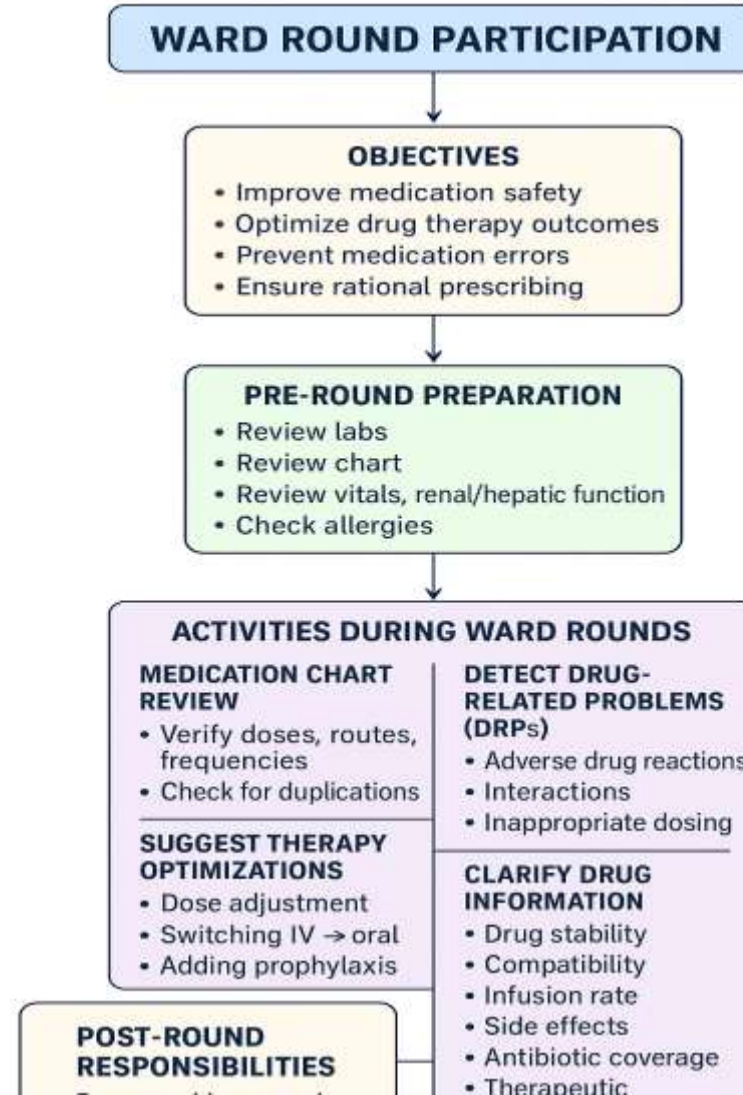 WARD ROUND PARTICIPATION
OBJECTIVES
• Improve medication safety
• Optimize drug therapy outcomes
• Prevent medication errors
• Ensure rational prescribing
PRE-ROUND PREPARATION
• Review labs
• Review chart
• Review vitals, renal/hepatic function
• Check allergies
ACTIVITIES DURING WARD ROUNDS
MEDICATION CHART
REVIEW
• Verify doses, routes,
frequencies
• Check for duplications
SUGGEST THERAPY
OPTIMIZATIONS
• Dose adjustment
• Switching IV → oral
• Adding prophylaxis
DETECT DRUG-
RELATED PROBLEMS
(DRPs)
• Adverse drug reactions
• Interactions
• Inappropriate dosing
CLARIFY DRUG
INFORMATION
• Drug stability
• Compatibility
• Infusion rate
• Side effects
• Antibiotic coverage
• Therapeutic
POST-ROUND
RESPONSIBILITIES